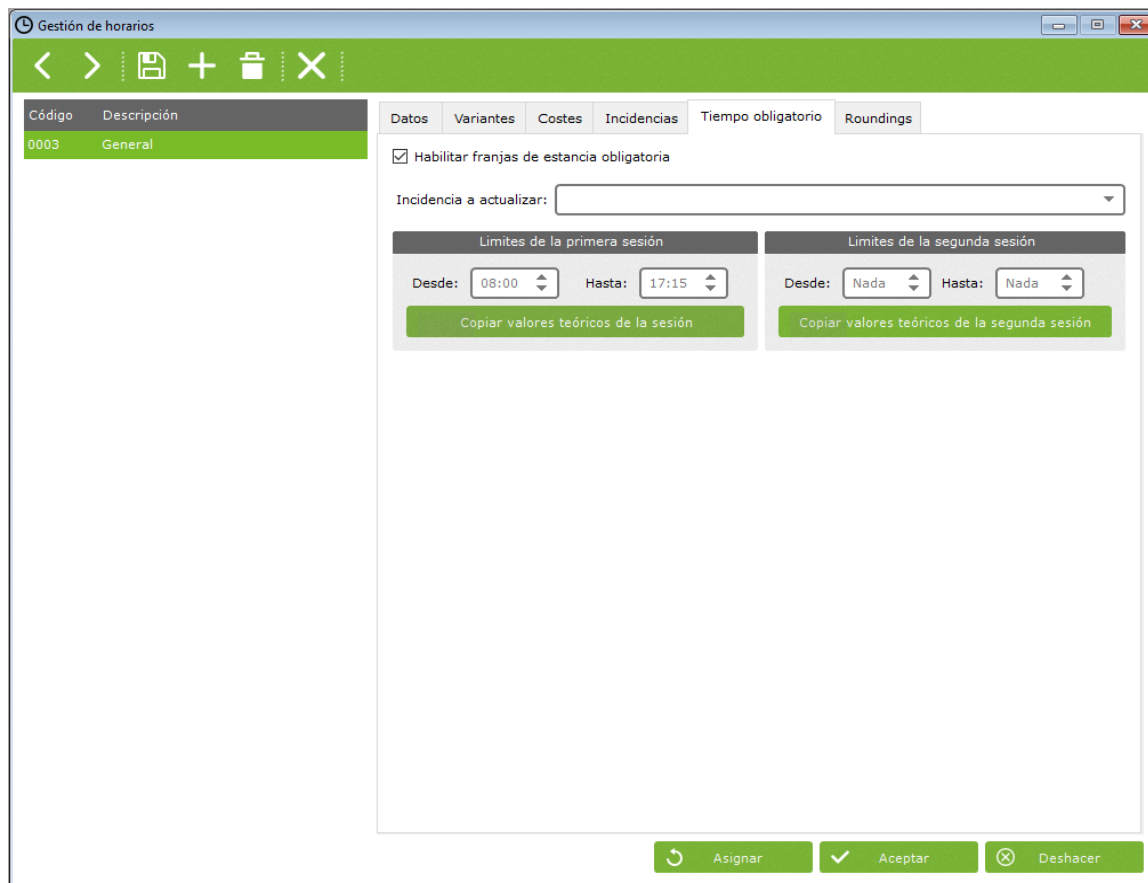 Gestión de horarios
Código Descripción
0003 General
Datos Variantes Costes Incidencias Tiempo obligatorio Roundings
Habilitar franjas de estancia obligatoria
Incidencia a actualizar:
Limites de la primera sesión
Desde: 08:00 Hasta: 17:15
Copiar valores teóricos de la sesión
Limites de la segunda sesión
Desde: Nada Hasta: Nada
Copiar valores teóricos de la segunda sesión
Asignar Aceptar Deshacer